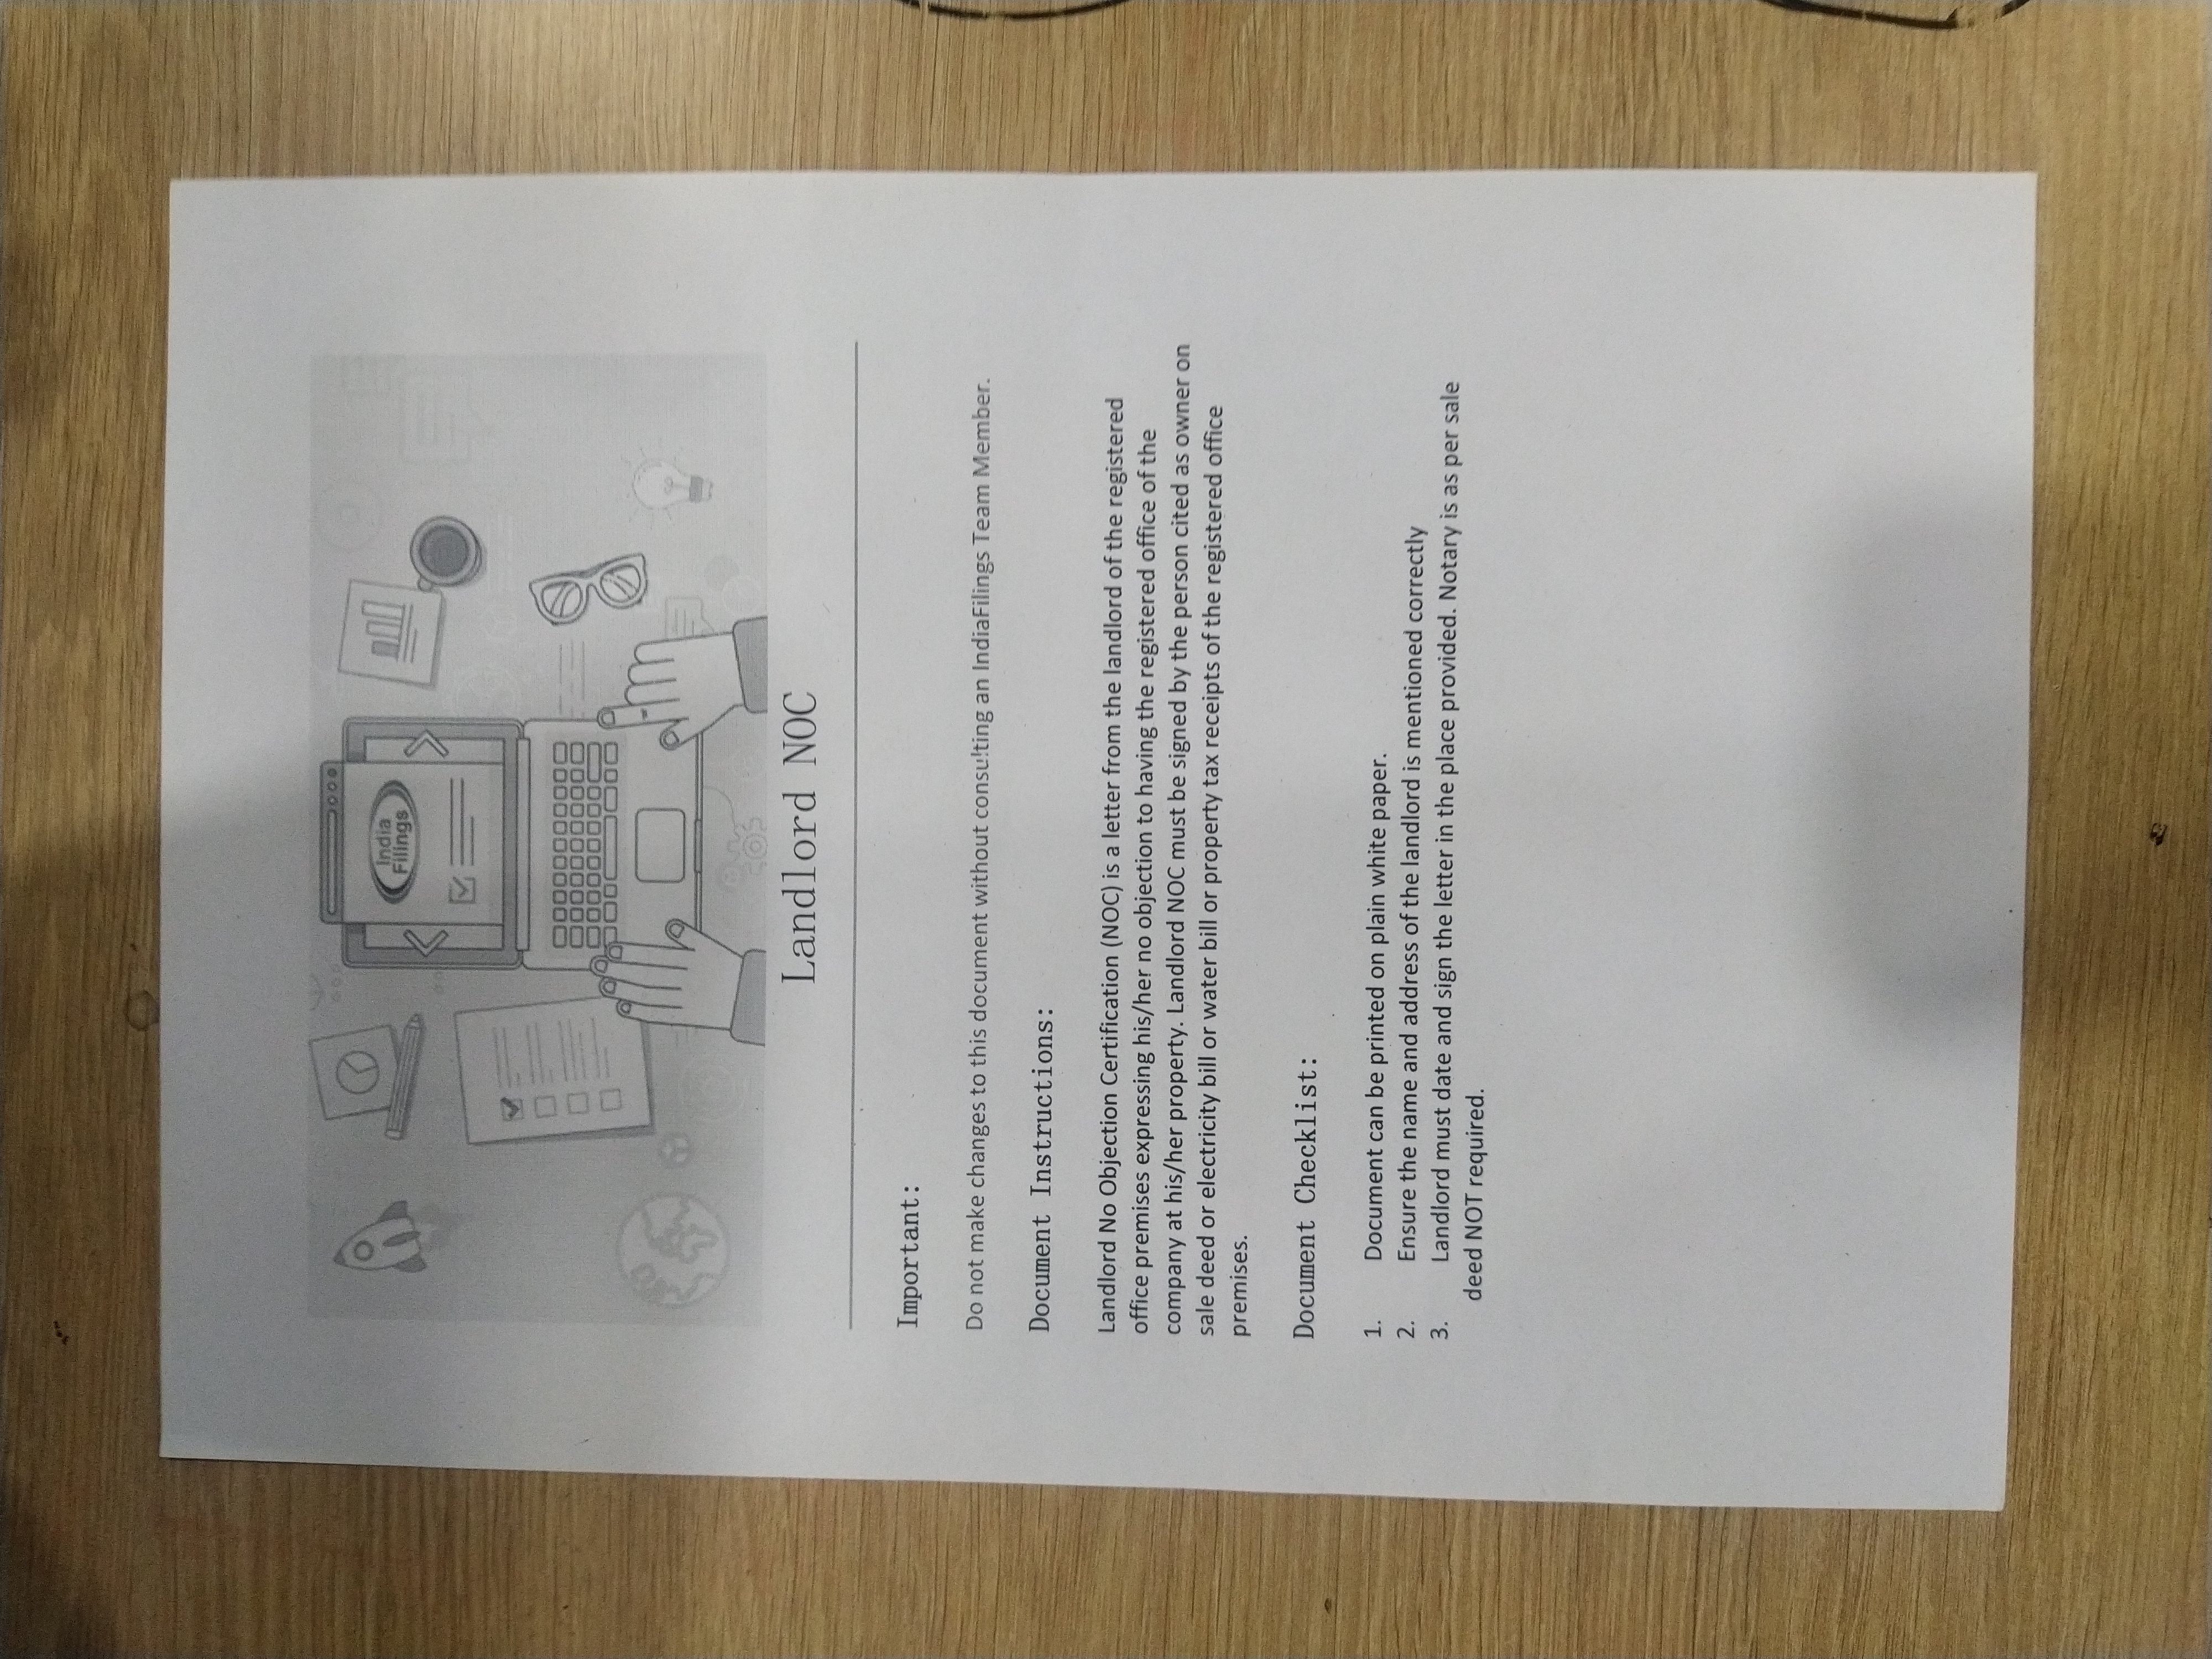 India
Filings
Landlord NOC
Important:
Do not make changes to this document without consulting an IndiaFilings Team Member.
Document Instructions:
Landlord No Objection Certification (NOC) is a letter from the landlord of the registered
office premises expressing his/her no objection to having the registered office of the
company at his/her property. Landlord NOC must be signed by the person cited as owner on
sale deed or electricity bill or water bill or property tax receipts of the registered office
premises.
Document Checklist:
1. Document can be printed on plain white paper.
2. Ensure the name and address of the landlord is mentioned correctly
3. Landlord must date and sign the letter in the place provided. Notary is as per sale
deed NOT required.